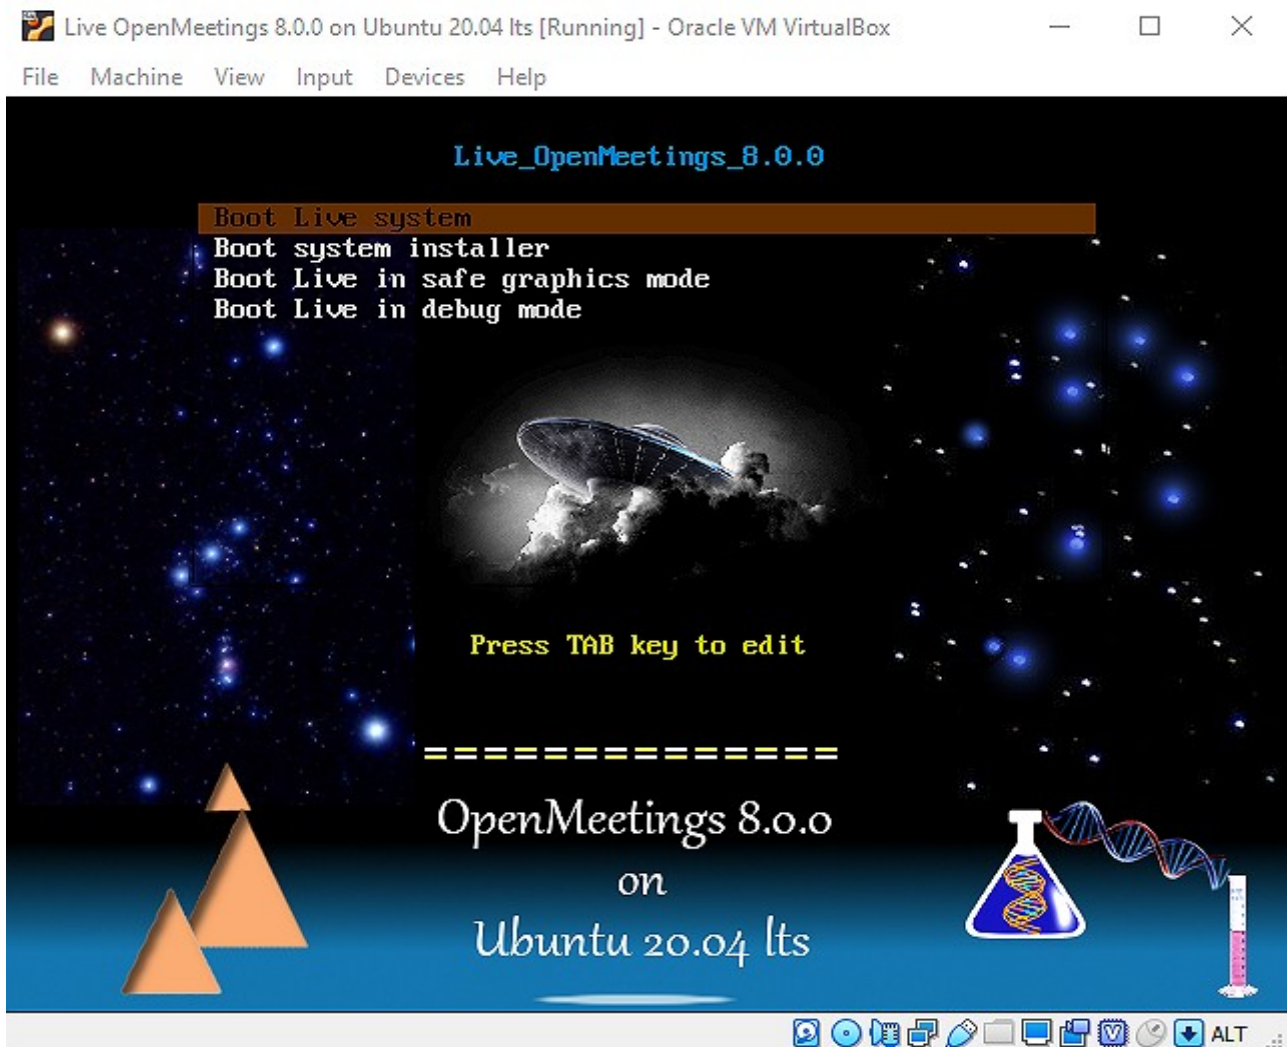 Live OpenMeetings 8.0.0 on Ubuntu 20.04 lts [Running] - Oracle VM VirtualBox
File Machine View Input Devices Help
Live_OpenMeetings_8.0.0
Boot Live system
Boot system installer
Boot Live in safe graphics mode
Boot Live in debug mode
Press TAB key to edit
===============
OpenMeetings 8.0.0
on
Ubuntu 20.04 lts
ALT